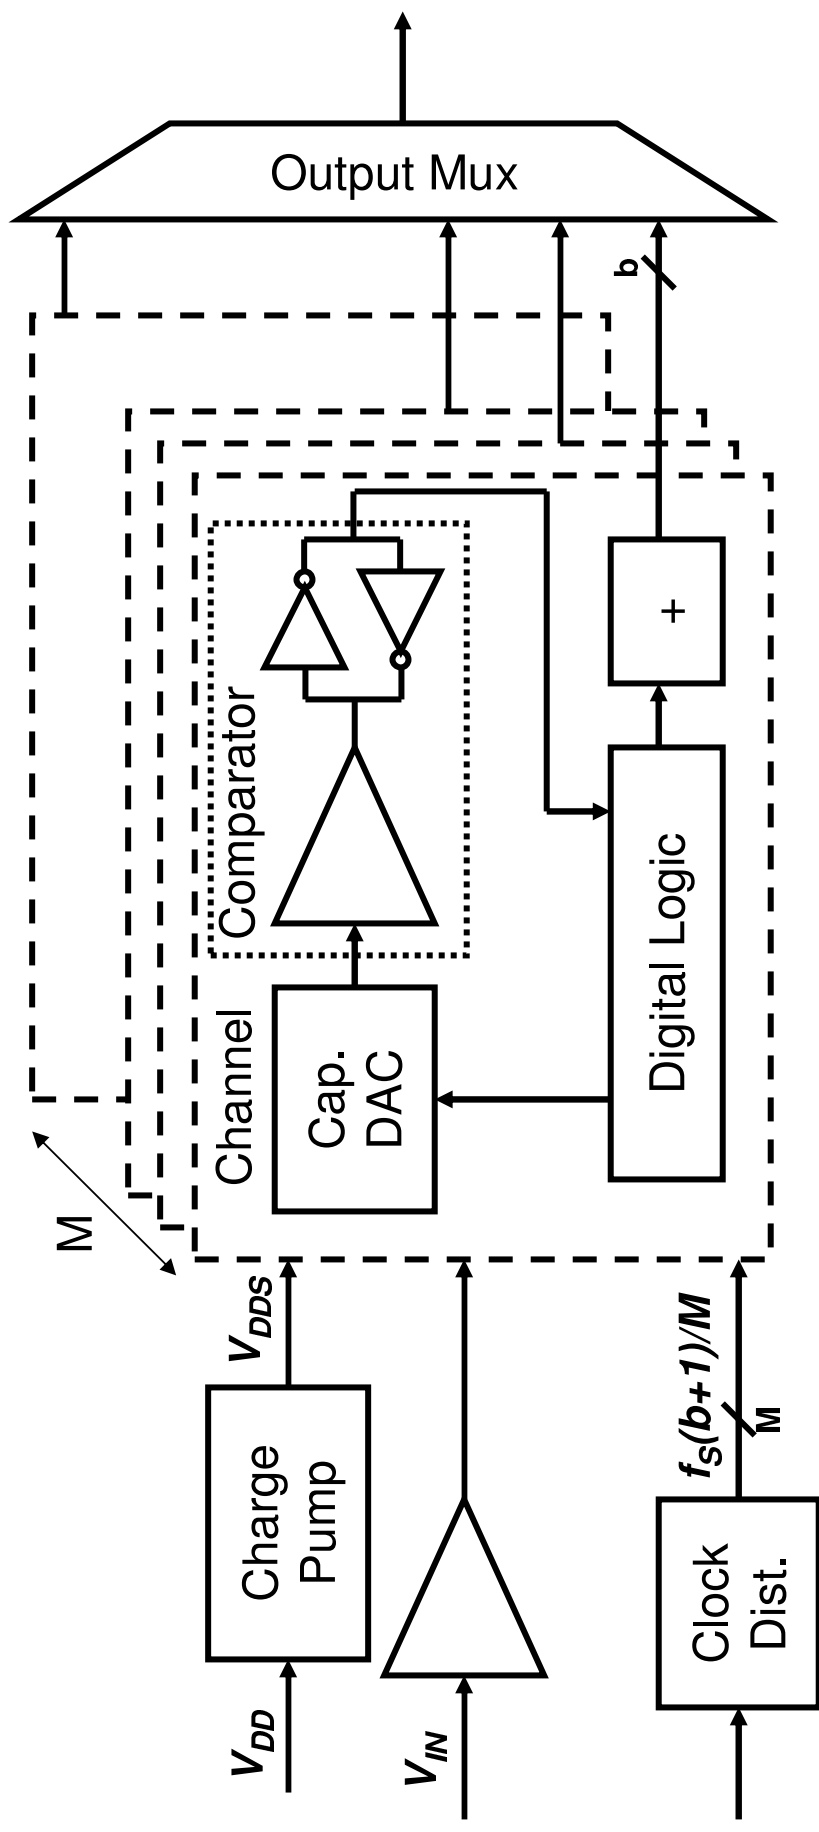 V_DD
Charge
Pump
V_DDS
V_IN
Clock
Dist.
f_S(b+1)/M
M
M
Channel
Cap.
DAC
Comparator
Digital Logic
+
b
Output Mux